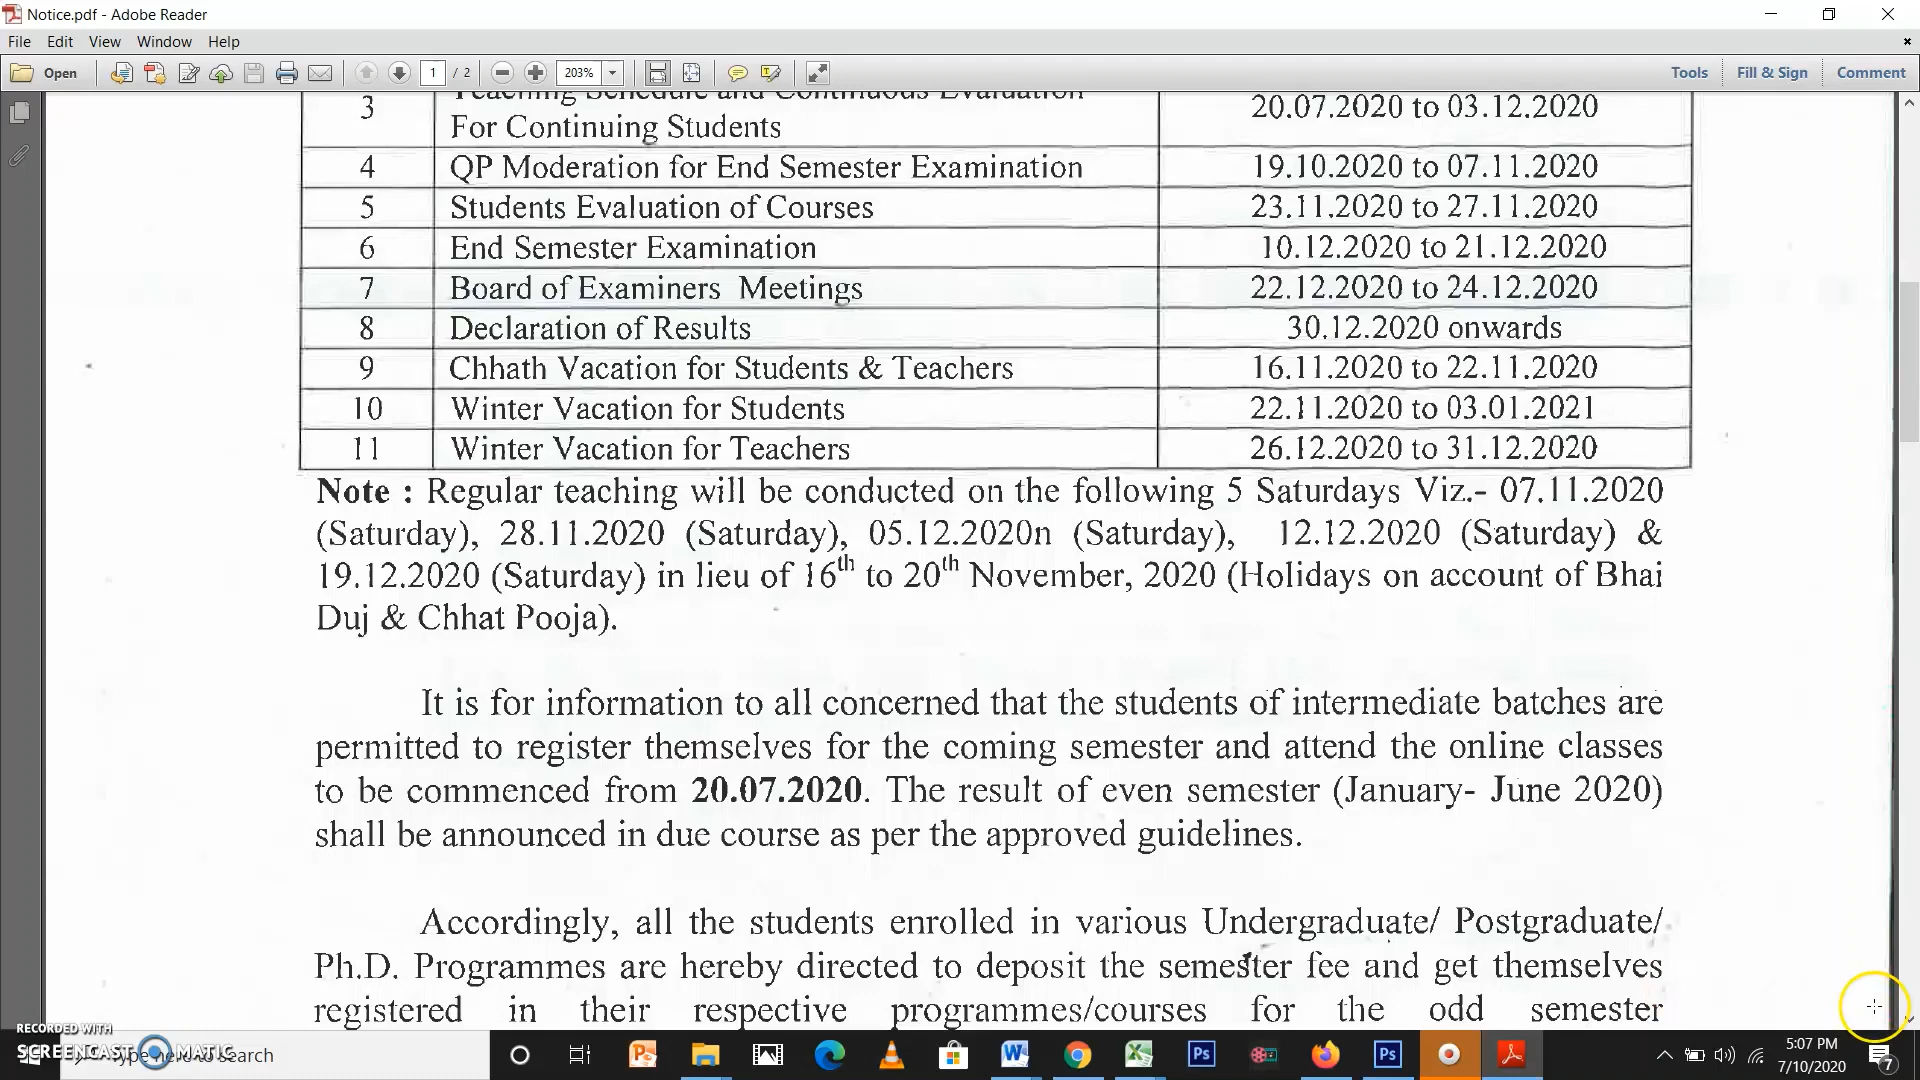 Notice.pdf - Adobe Reader
File Edit View Window Help
Open 1 / 2 203% Tools Fill & Sign Comment
3 Teaching Schedule and Continuous Evaluation
For Continuing Students 20.07.2020 to 03.12.2020
4 QP Moderation for End Semester Examination 19.10.2020 to 07.11.2020
5 Students Evaluation of Courses 23.11.2020 to 27.11.2020
6 End Semester Examination 10.12.2020 to 21.12.2020
7 Board of Examiners Meetings 22.12.2020 to 24.12.2020
8 Declaration of Results 30.12.2020 onwards
9 Chhath Vacation for Students & Teachers 16.11.2020 to 22.11.2020
10 Winter Vacation for Students 22.11.2020 to 03.01.2021
11 Winter Vacation for Teachers 26.12.2020 to 31.12.2020
Note : Regular teaching will be conducted on the following 5 Saturdays Viz.- 07.11.2020
(Saturday), 28.11.2020 (Saturday), 05.12.2020n (Saturday), 12.12.2020 (Saturday) &
19.12.2020 (Saturday) in lieu of 16th to 20th November, 2020 (Holidays on account of Bhai
Duj & Chhat Pooja).
It is for information to all concerned that the students of intermediate batches are
permitted to register themselves for the coming semester and attend the online classes
to be commenced from 20.07.2020. The result of even semester (January- June 2020)
shall be announced in due course as per the approved guidelines.
Accordingly, all the students enrolled in various Undergraduate/ Postgraduate/
Ph.D. Programmes are hereby directed to deposit the semester fee and get themselves
registered in their respective programmes/courses for the odd semester
RECORDED WITH
SCREENCAST MATIC
Type here to search
5:07 PM
7/10/2020
7